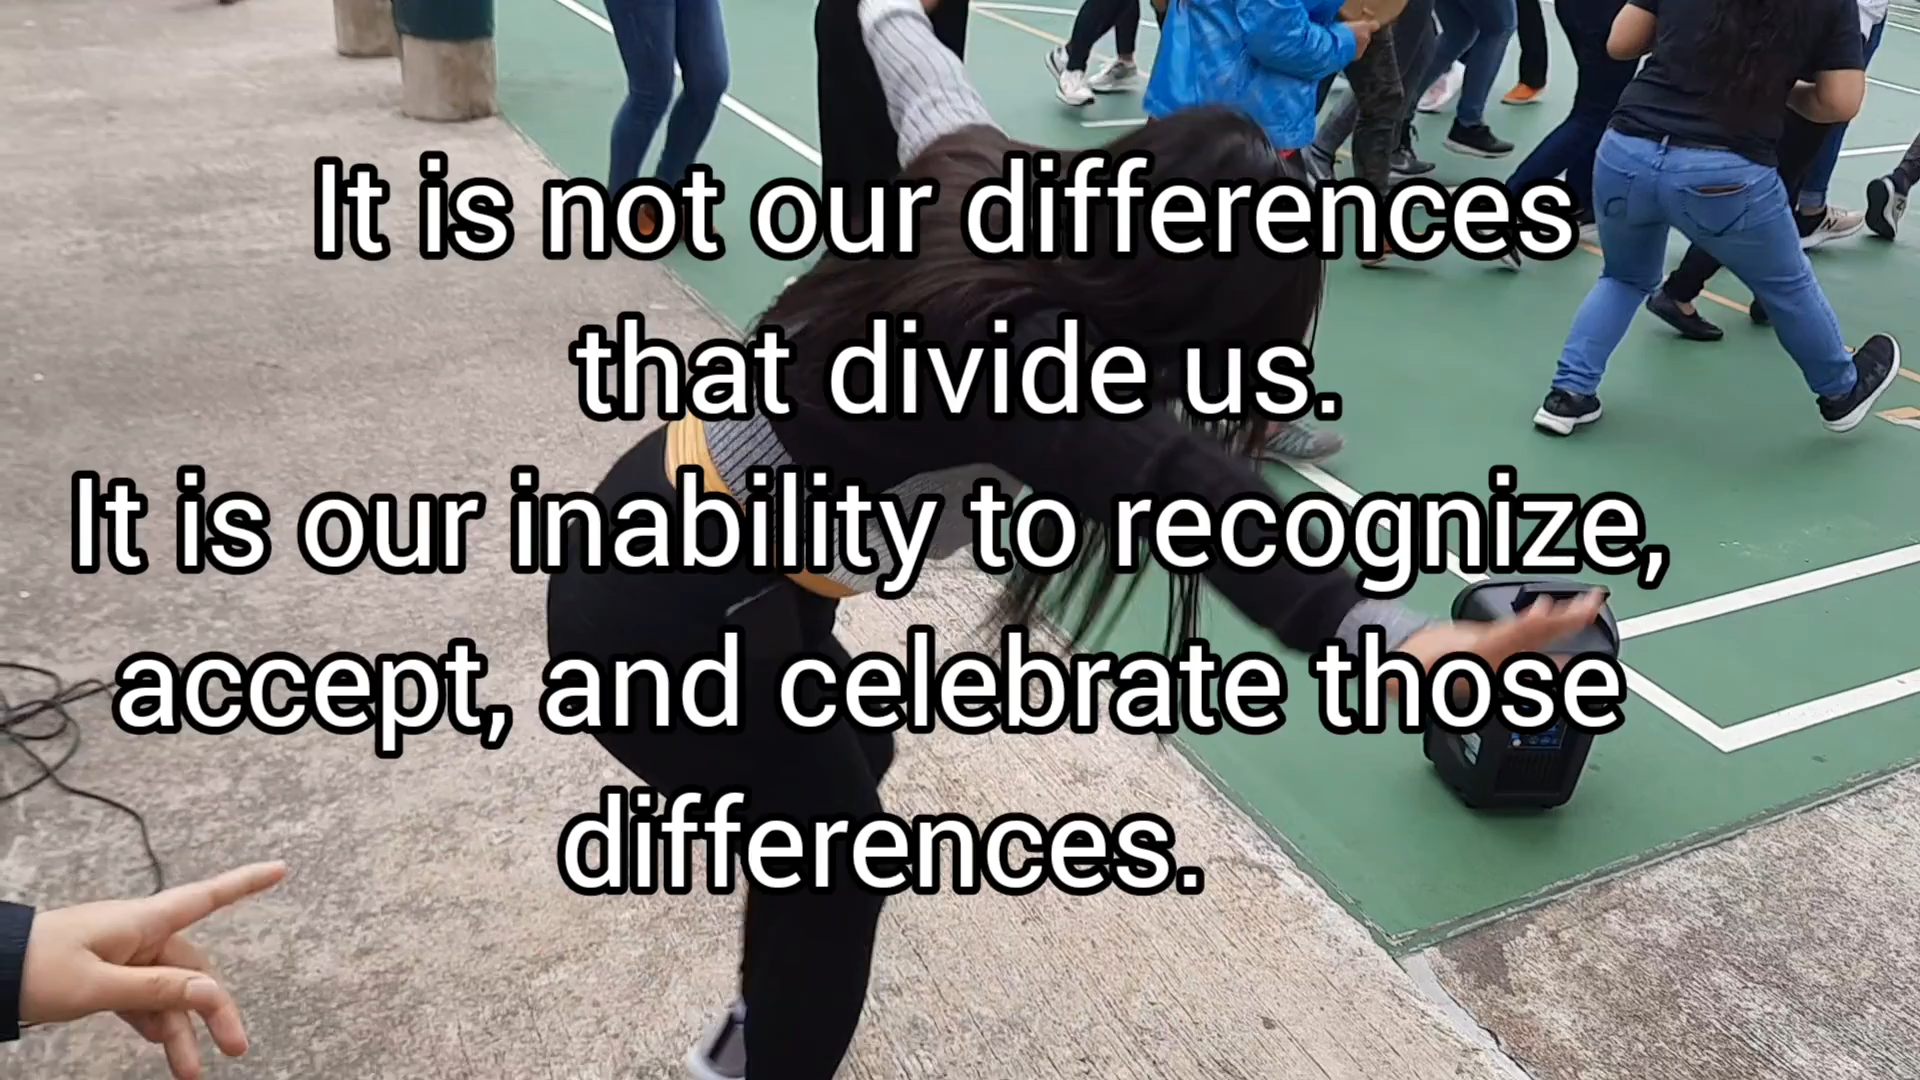 It is not our differences
that divide us.
It is our inability to recognize,
accept, and celebrate those
differences.